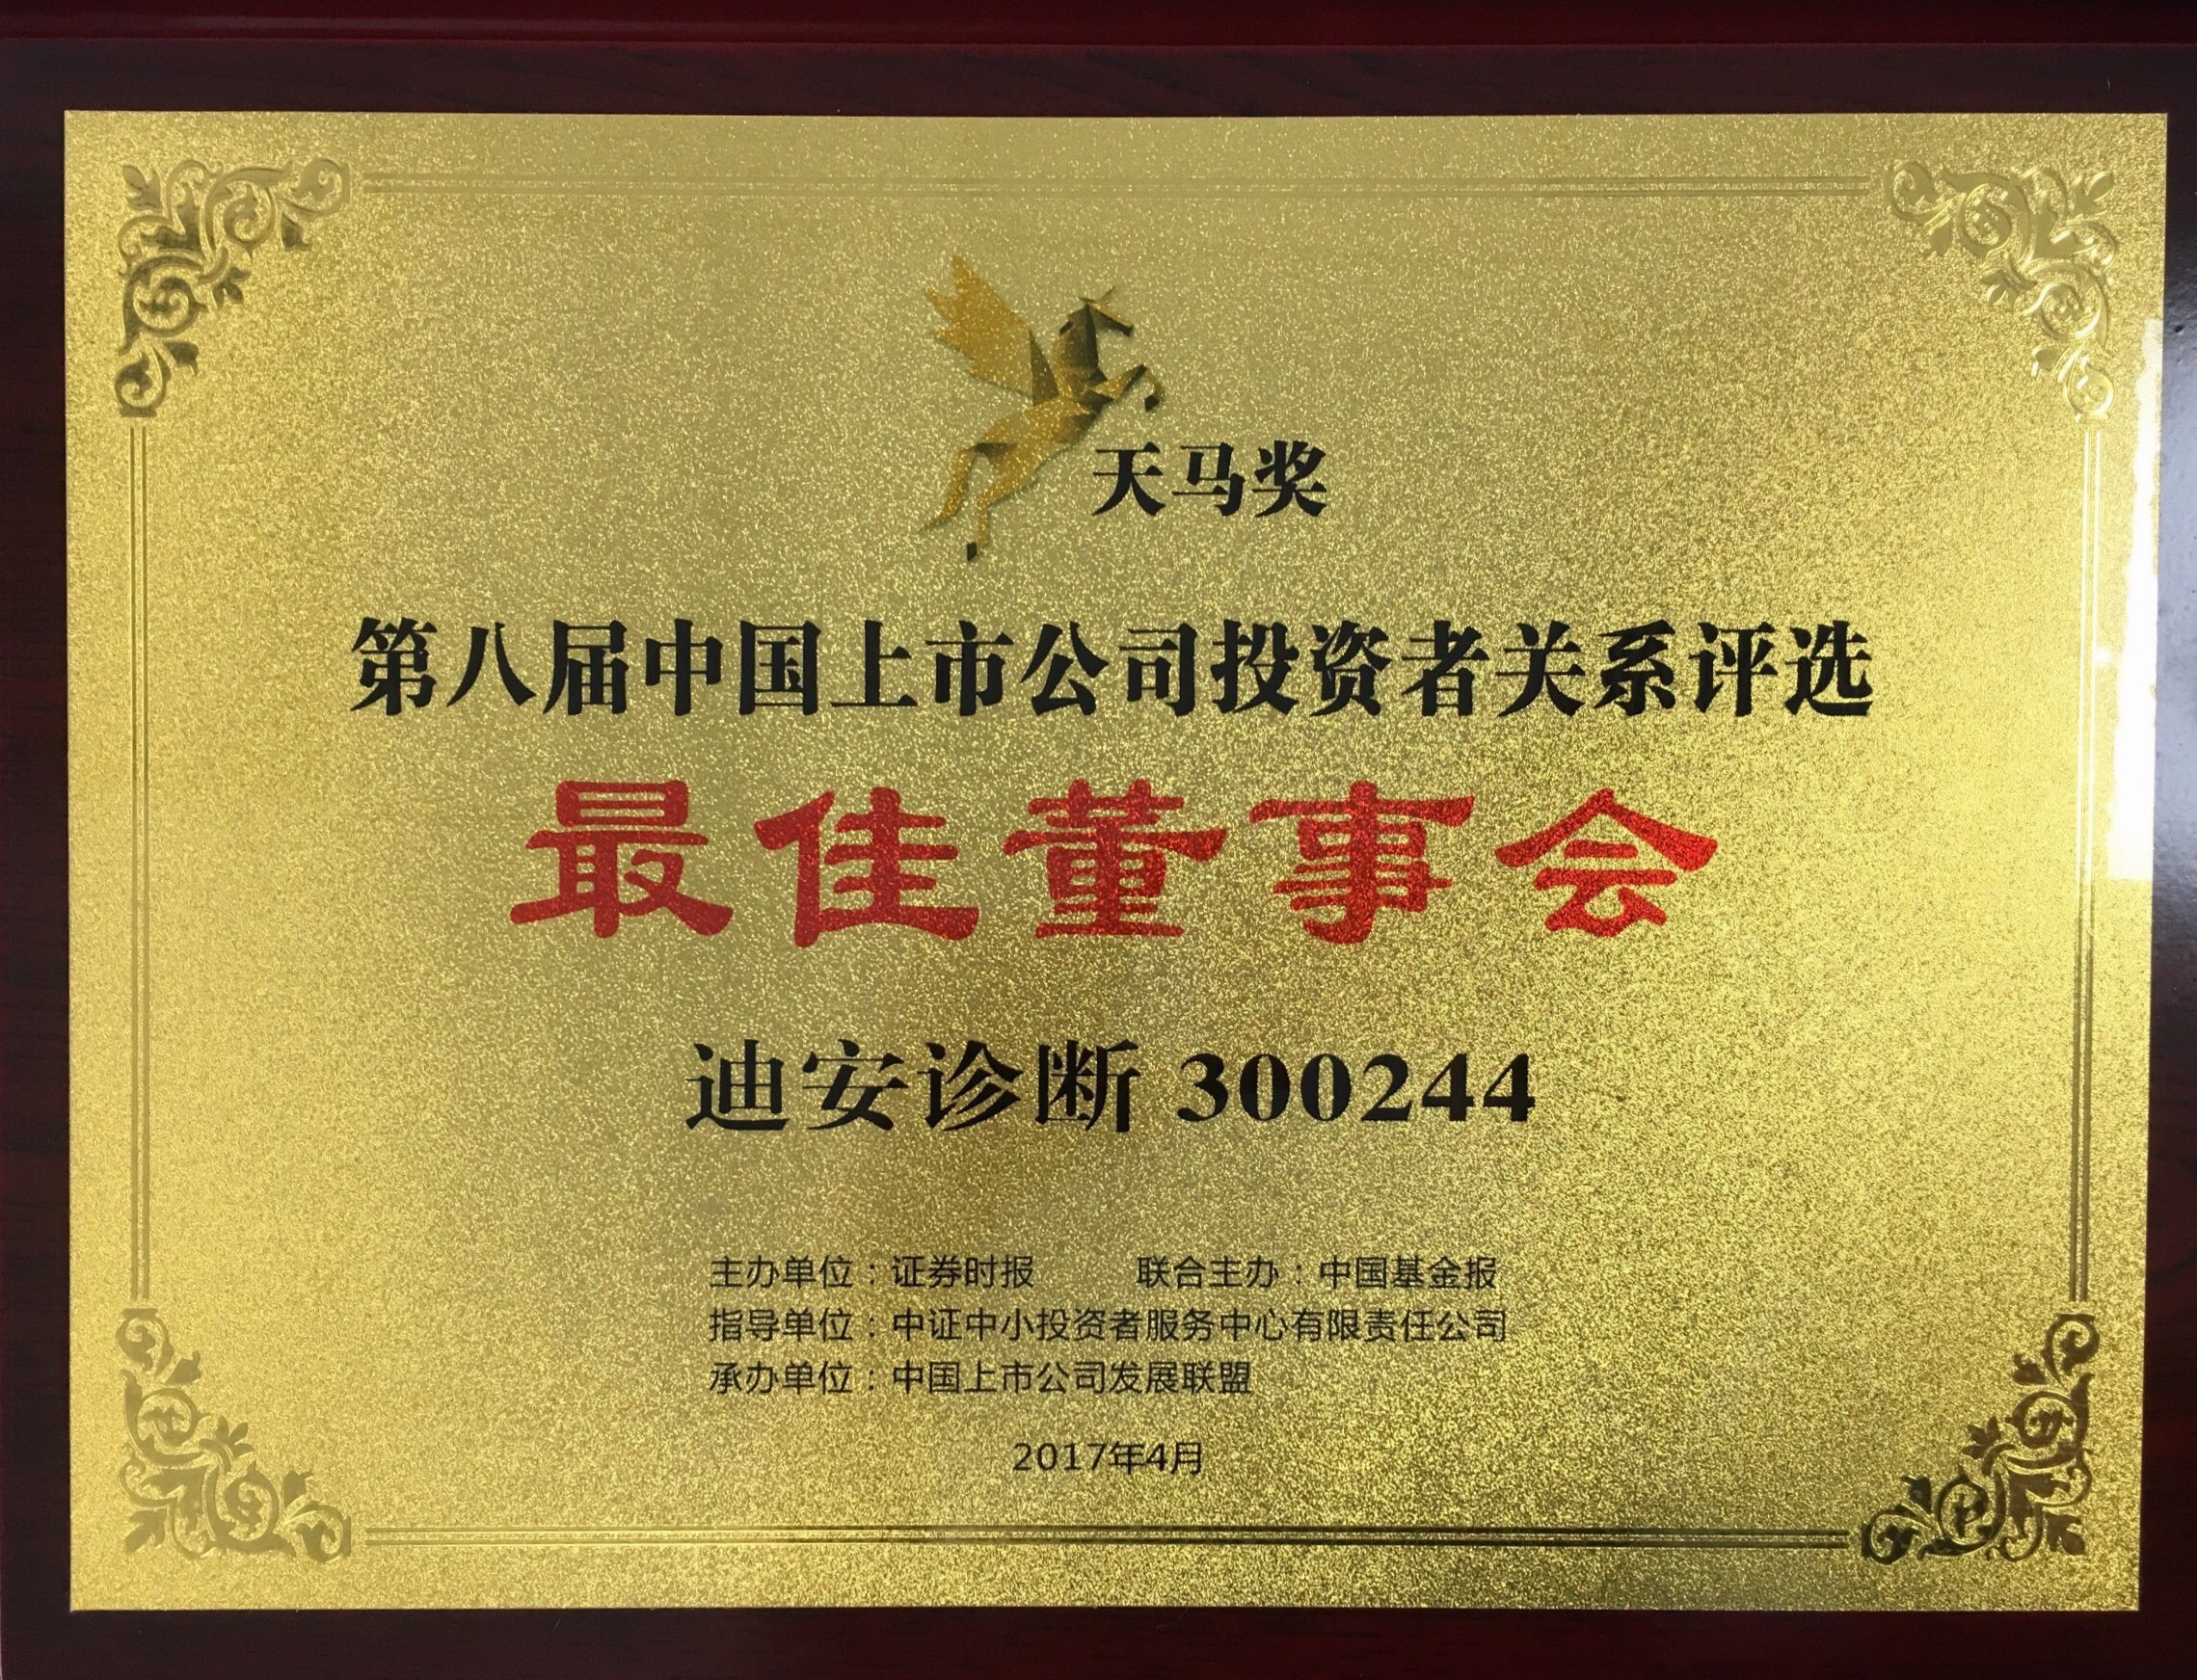 天马奖
第八届中国上市公司投资者关系评选
最佳董事会
迪安诊断 300244
主办单位：证券时报 联合主办：中国基金报
指导单位：中证中小投资者服务中心有限责任公司
承办单位：中国上市公司发展联盟
2017年4月